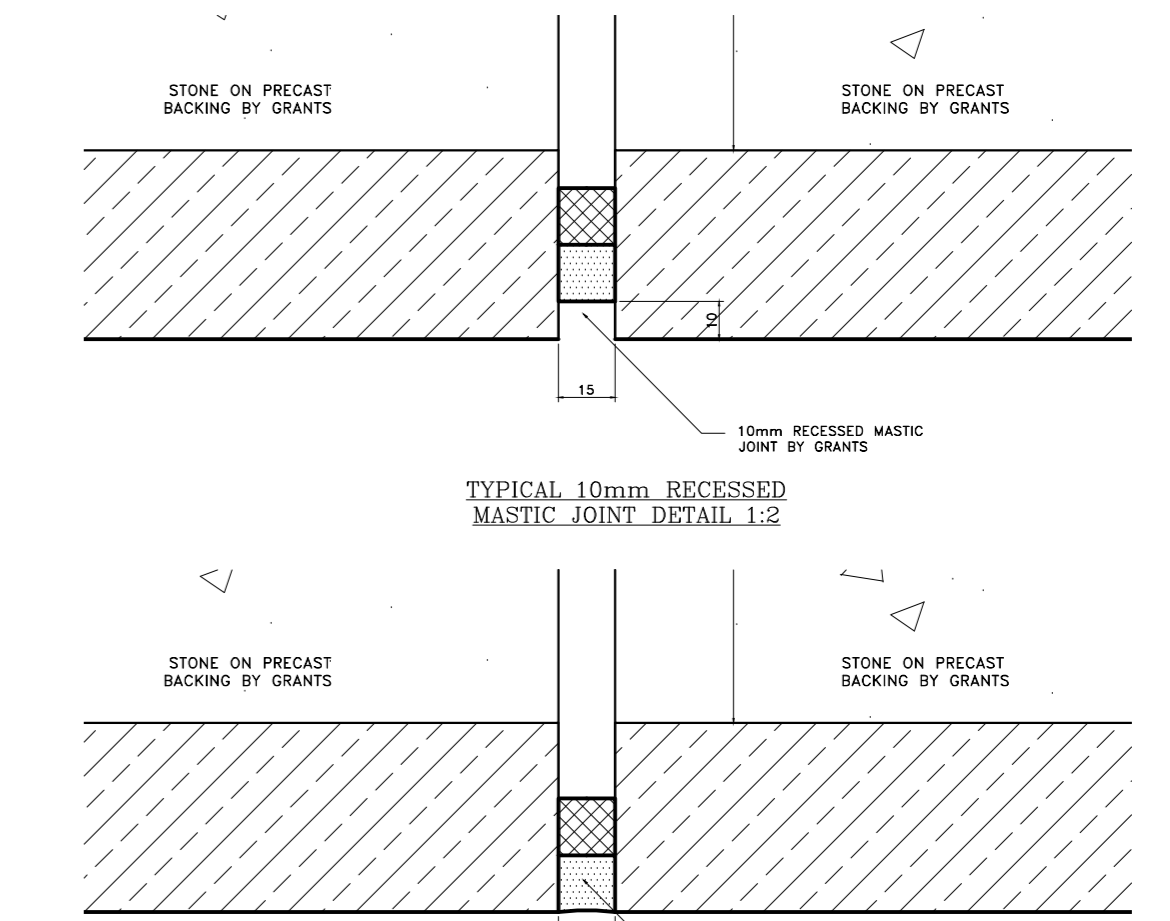 STONE ON PRECAST
BACKING BY GRANTS
STONE ON PRECAST
BACKING BY GRANTS
10
15
10mm RECESSED MASTIC
JOINT BY GRANTS
TYPICAL 10mm RECESSED
MASTIC JOINT DETAIL 1:2
STONE ON PRECAST
BACKING BY GRANTS
STONE ON PRECAST
BACKING BY GRANTS